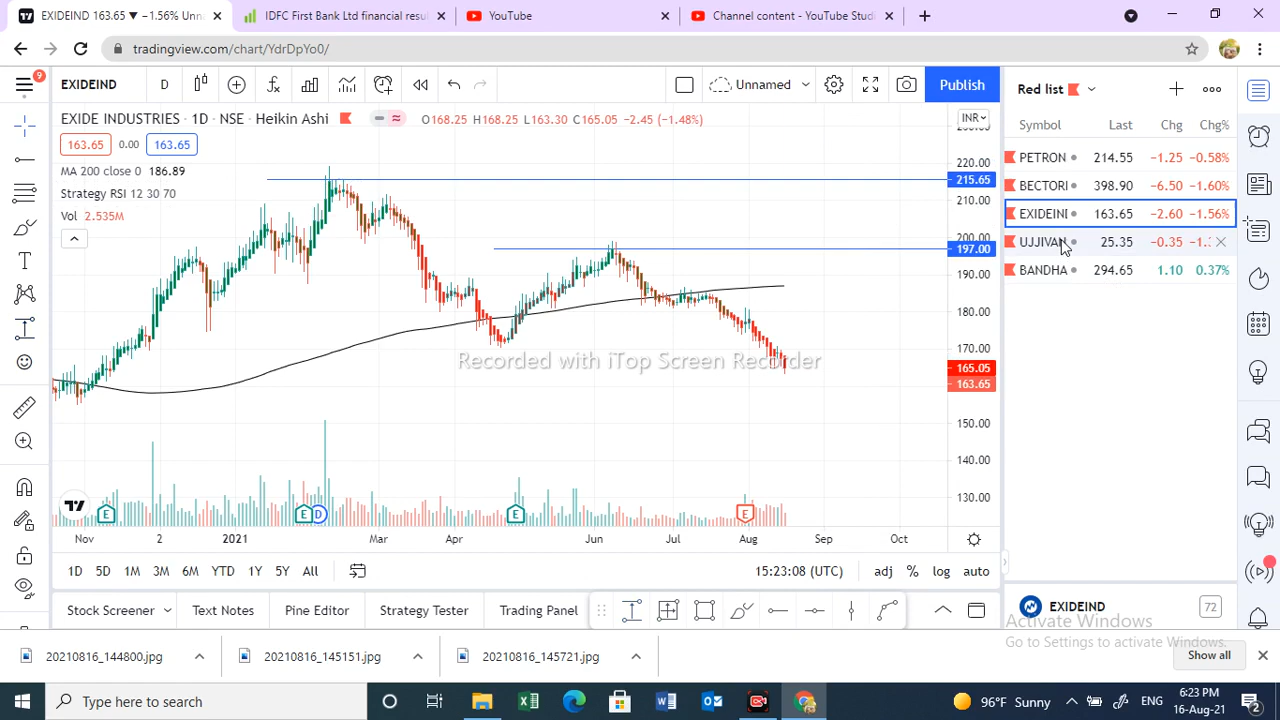 EXIDEIND 163.65 ▼ −1.56% Unna
IDFC First Bank Ltd financial resu
YouTube
Channel content - YouTube Studi
tradingview.com/chart/YdrDpYo0/
9
EXIDEIND
D
Unnamed
Publish
EXIDE INDUSTRIES · 1D · NSE · Heikin Ashi
O168.25 H168.25 L163.30 C165.05 −2.45 (−1.48%)
INR
163.65
0.00
163.65
MA 200 close 0 186.89
Strategy RSI 12 30 70
Vol 2.535M
220.00
215.65
210.00
200.00
197.00
190.00
180.00
170.00
165.05
163.65
150.00
140.00
130.00
Recorded with iTop Screen Recorder
E
E
D
E
E
Nov
2
2021
Mar
Apr
Jun
Jul
Aug
Sep
Oct
1D
5D
1M
3M
6M
YTD
1Y
5Y
All
15:23:08 (UTC)
adj
%
log
auto
Stock Screener
Text Notes
Pine Editor
Strategy Tester
Trading Panel
Red list
Symbol Last Chg Chg%
PETRON 214.55 −1.25 −0.58%
BECTORI 398.90 −6.50 −1.60%
EXIDEINI 163.65 −2.60 −1.56%
UJJIVAN 25.35 −0.35
BANDHA 294.65 1.10 0.37%
EXIDEIND
72
Activate Windows
Go to Settings to activate Windows.
20210816_144800.jpg
20210816_145151.jpg
20210816_145721.jpg
Show all
Type here to search
96°F Sunny
ENG
6:23 PM
16-Aug-21
2